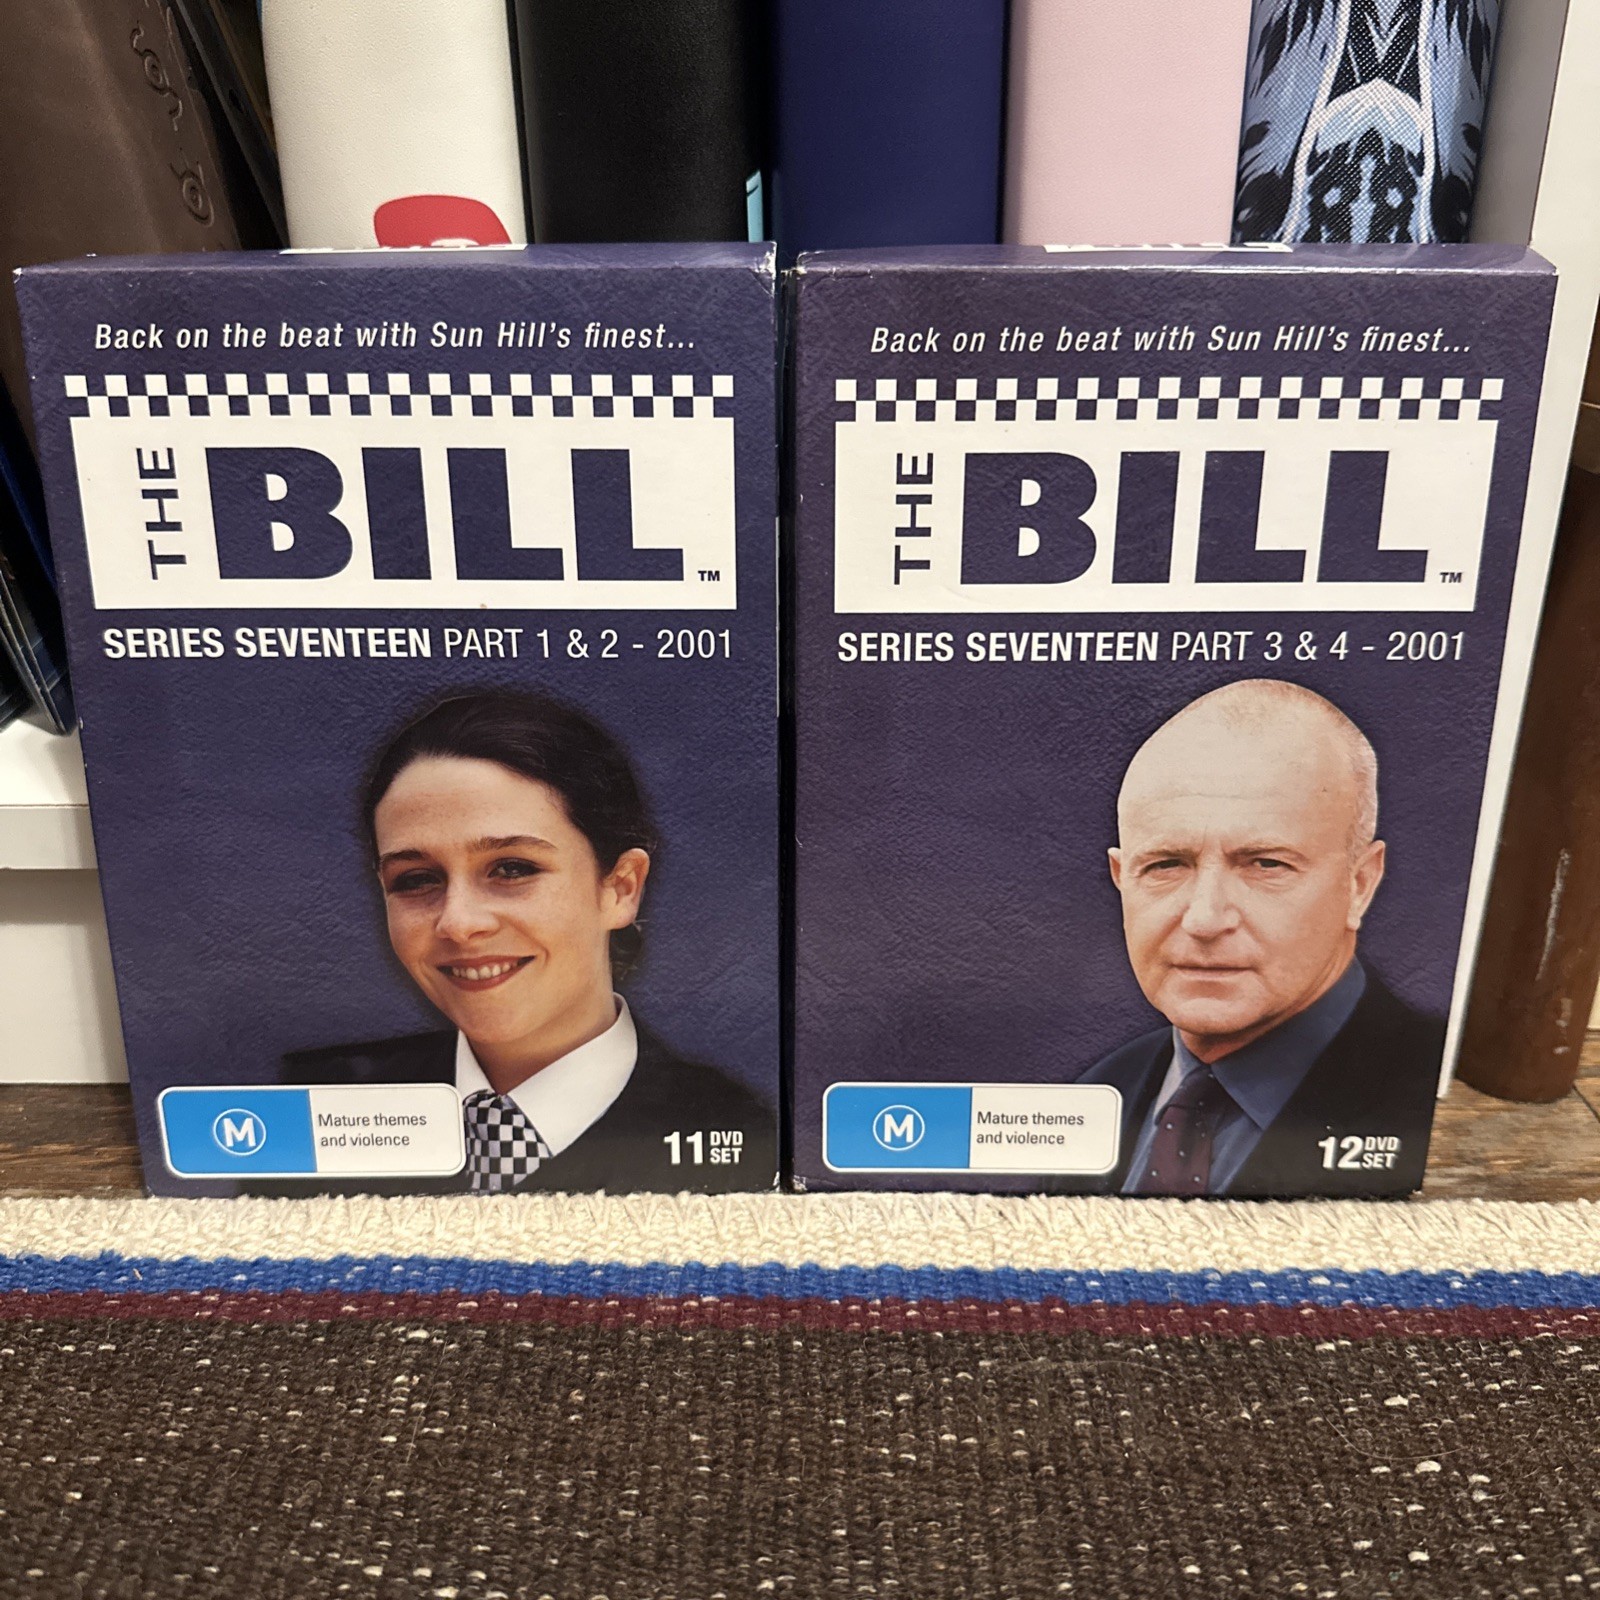 Back on the beat with Sun Hill's finest...
THE BILL TM
SERIES SEVENTEEN PART 1 & 2 - 2001
M
Mature themes
and violence
11 DVD
SET
Back on the beat with Sun Hill's finest...
THE BILL TM
SERIES SEVENTEEN PART 3 & 4 - 2001
M
Mature themes
and violence
12 DVD
SET